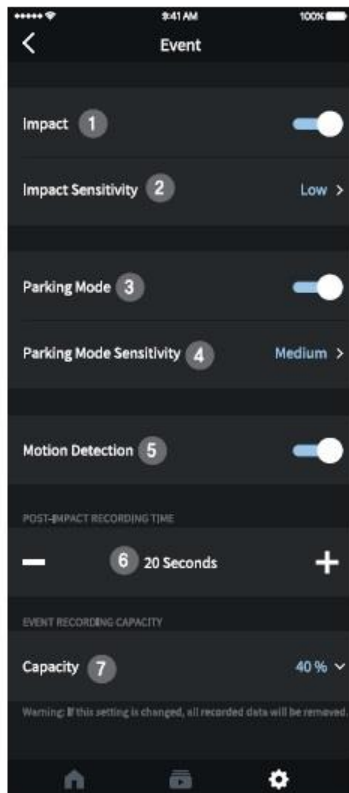 9:41 AM 100%
Event
Impact 1
Impact Sensitivity 2 Low >
Parking Mode 3
Parking Mode Sensitivity 4 Medium >
Motion Detection 5
POST-IMPACT RECORDING TIME
6 20 Seconds
EVENT RECORDING CAPACITY
Capacity 7 40 %
Warning: If this setting is changed, all recorded data will be removed.